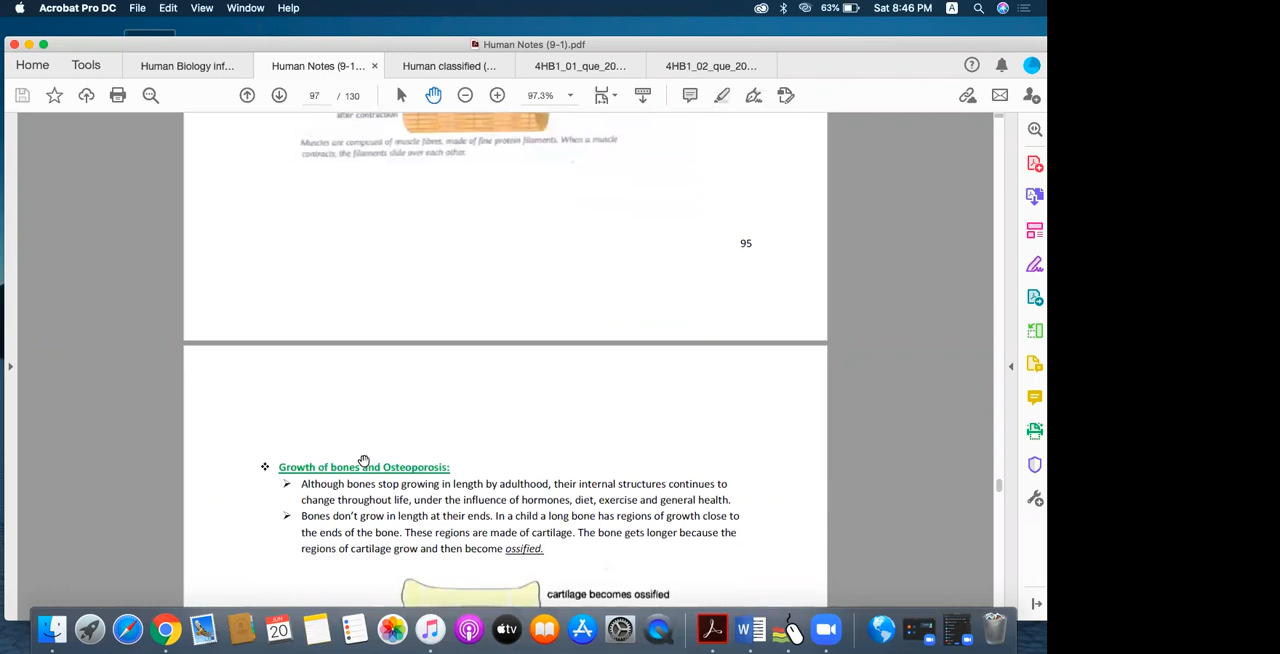 Acrobat Pro DC File Edit View Window Help 63% Sat 8:46 PM A
Human Notes (9-1).pdf
Home Tools Human Biology inf... Human Notes (9-1... × Human classified (... 4HB1_01_que_20... 4HB1_02_que_20...
97 / 130 97.3%
after contraction
Muscles are composed of muscle fibres, made of fine protein filaments. When a muscle
contracts, the filaments slide over each other.
95
❖ Growth of bones and Osteoporosis:
➢ Although bones stop growing in length by adulthood, their internal structures continues to
change throughout life, under the influence of hormones, diet, exercise and general health.
➢ Bones don't grow in length at their ends. In a child a long bone has regions of growth close to
the ends of the bone. These regions are made of cartilage. The bone gets longer because the
regions of cartilage grow and then become ossified.
cartilage becomes ossified
JUN
20
tv
W